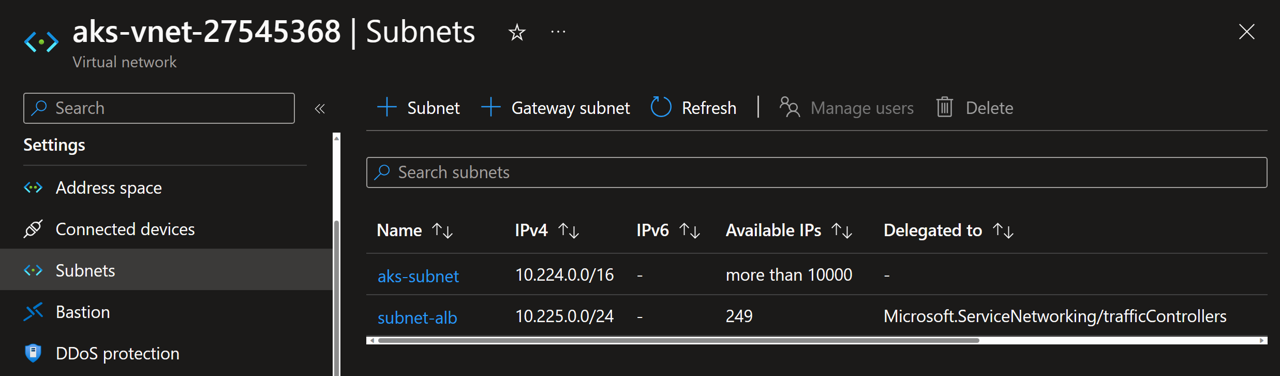 aks-vnet-27545368 | Subnets
Virtual network
Search
Subnet
Gateway subnet
Refresh
Manage users
Delete
Settings
Address space
Connected devices
Subnets
Bastion
DDoS protection
Search subnets
Name IPv4 IPv6 Available IPs Delegated to
aks-subnet 10.224.0.0/16 - more than 10000 -
subnet-alb 10.225.0.0/24 - 249 Microsoft.ServiceNetworking/trafficControllers